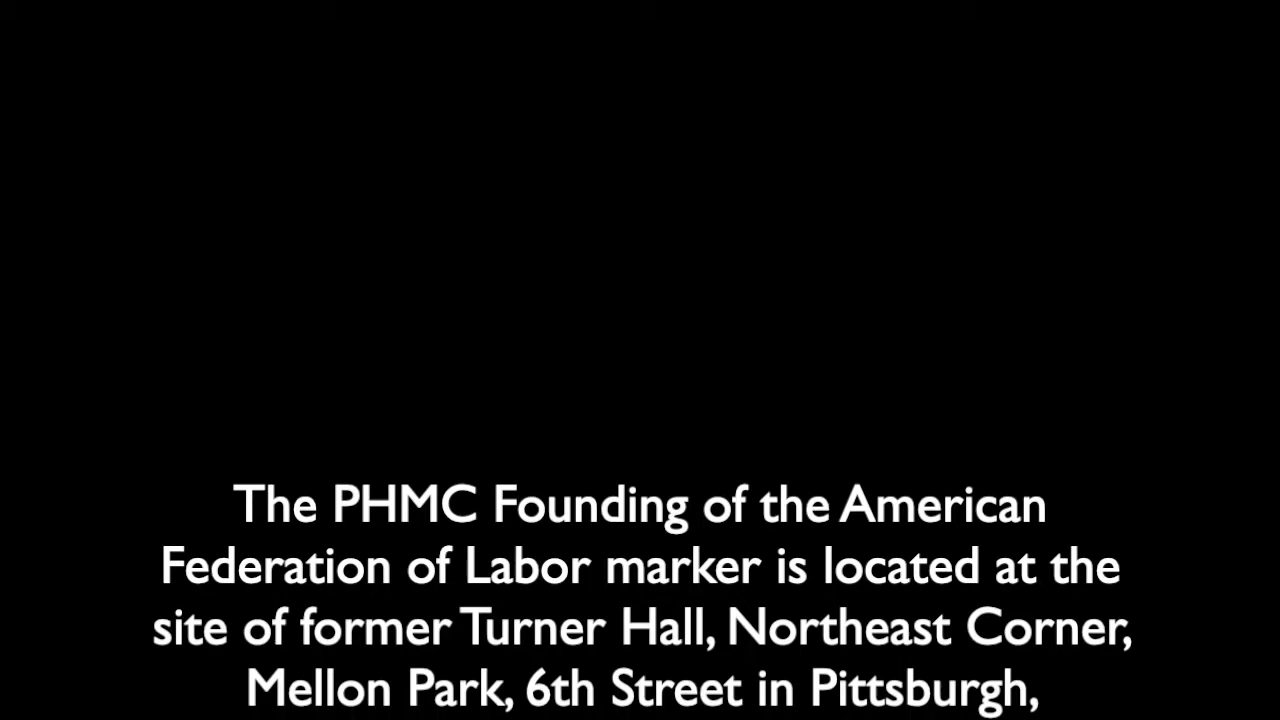 The PHMC Founding of the American
Federation of Labor marker is located at the
site of former Turner Hall, Northeast Corner,
Mellon Park, 6th Street in Pittsburgh,